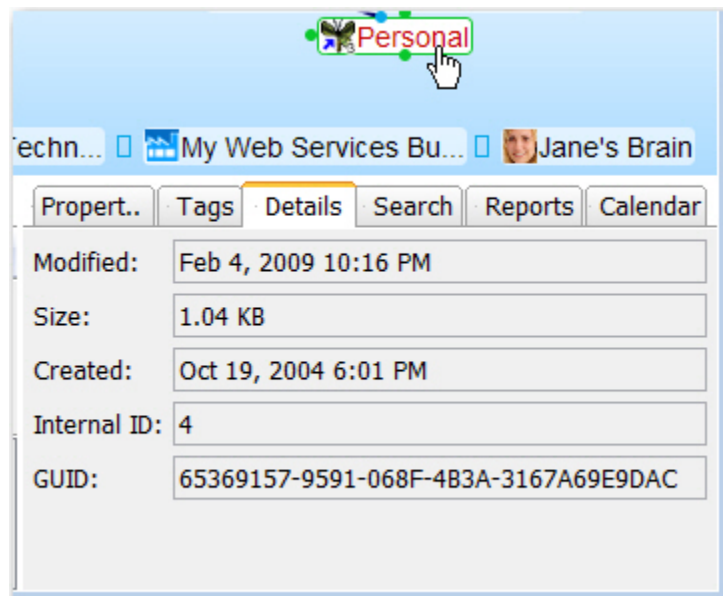 Personal
echn... My Web Services Bu... Jane's Brain
Propert.. Tags Details Search Reports Calendar
Modified: Feb 4, 2009 10:16 PM
Size: 1.04 KB
Created: Oct 19, 2004 6:01 PM
Internal ID: 4
GUID: 65369157-9591-068F-4B3A-3167A69E9DAC